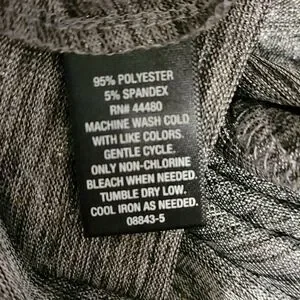 95% POLYESTER
5% SPANDEX
RN# 44480
MACHINE WASH COLD
WITH LIKE COLORS.
GENTLE CYCLE.
ONLY NON-CHLORINE
BLEACH WHEN NEEDED.
TUMBLE DRY LOW.
COOL IRON AS NEEDED.
08843-5